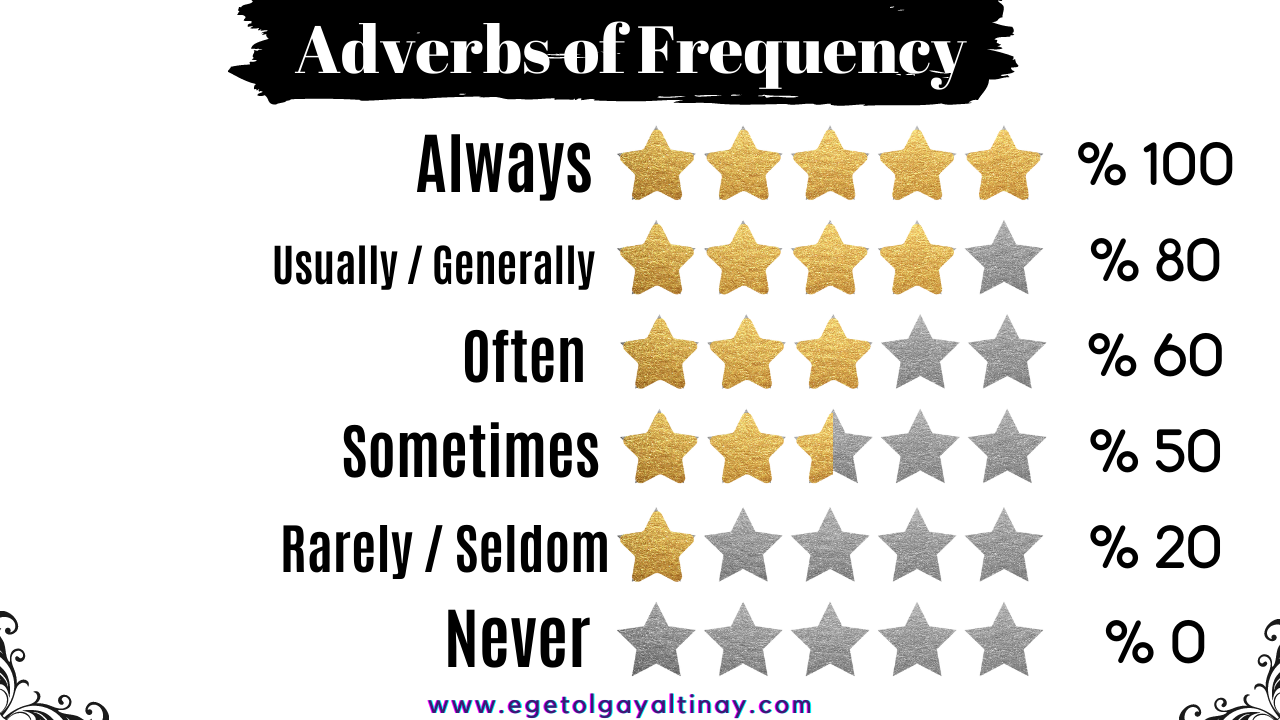 Adverbs of Frequency
Always % 100
Usually / Generally % 80
Often % 60
Sometimes % 50
Rarely / Seldom % 20
Never % 0
www.egetolgayaltinay.com